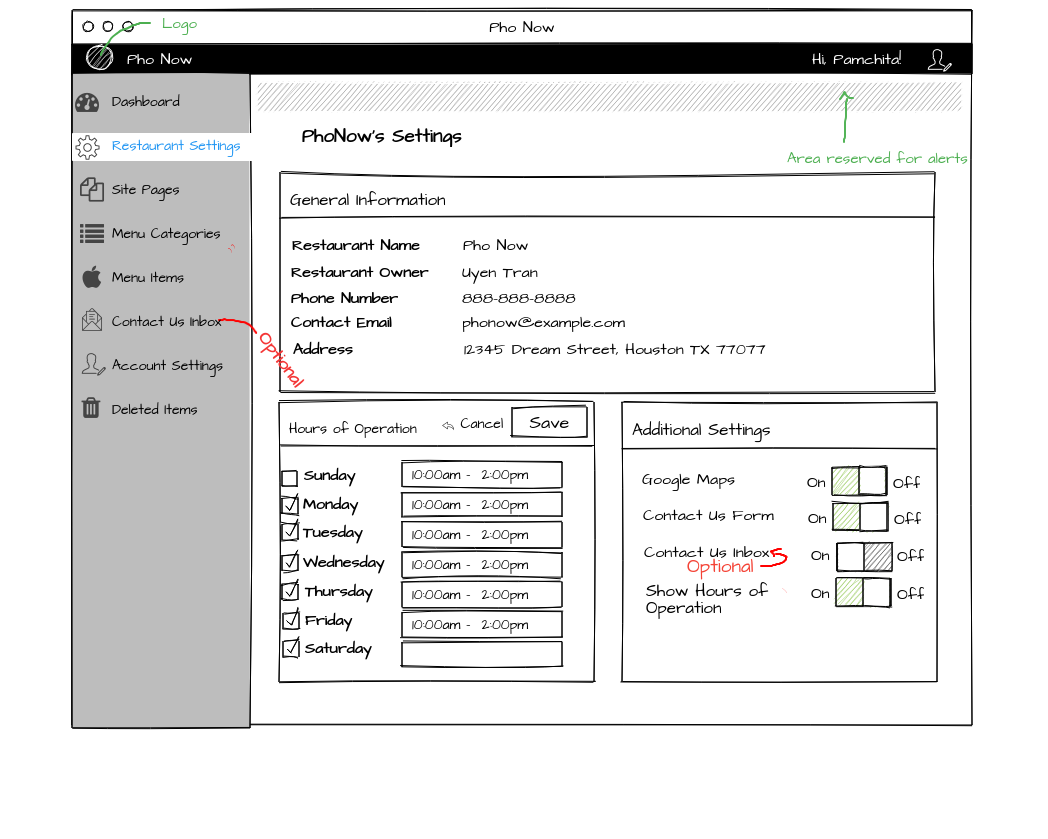 Logo
Pho Now
Pho Now
Hi, Pamchita!
Dashboard
Restaurant Settings
Site Pages
Menu Categories
Menu Items
Contact Us Inbox
Optional
Account Settings
Deleted Items
Area reserved for alerts
PhoNow's Settings
General Information
Restaurant Name Pho Now
Restaurant Owner Uyen Tran
Phone Number 888-888-8888
Contact Email phonow@example.com
Address 12345 Dream Street, Houston TX 77077
Hours of Operation Cancel Save
Sunday 10:00am - 2:00pm
Monday 10:00am - 2:00pm
Tuesday 10:00am - 2:00pm
Wednesday 10:00am - 2:00pm
Thursday 10:00am - 2:00pm
Friday 10:00am - 2:00pm
Saturday
Additional Settings
Google Maps On Off
Contact Us Form On Off
Contact Us Inbox On Off
Optional
Show Hours of On Off
Operation